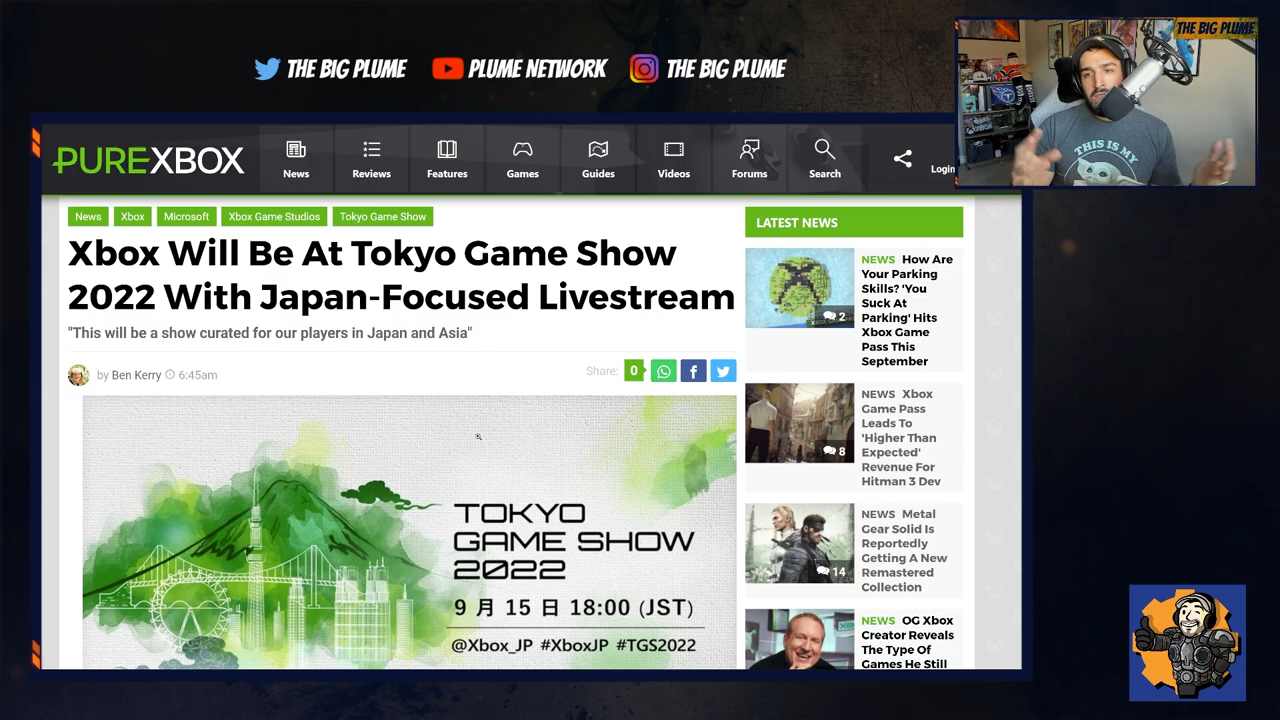 THE BIG PLUME
PLUME NETWORK
THE BIG PLUME
THE BIG PLUME
THIS IS MY
PUREXBOX
News
Reviews
Features
Games
Guides
Videos
Forums
Search
Login
News
Xbox
Microsoft
Xbox Game Studios
Tokyo Game Show
Xbox Will Be At Tokyo Game Show
2022 With Japan-Focused Livestream
"This will be a show curated for our players in Japan and Asia"
by Ben Kerry 6:45am
Share: 0
TOKYO
GAME SHOW
2022
9 月 15 日 18:00 (JST)
@Xbox_JP #XboxJP #TGS2022
LATEST NEWS
2
NEWS How Are
Your Parking
Skills? 'You
Suck At
Parking' Hits
Xbox Game
Pass This
September
8
NEWS Xbox
Game Pass
Leads To
'Higher Than
Expected'
Revenue For
Hitman 3 Dev
14
NEWS Metal
Gear Solid Is
Reportedly
Getting A New
Remastered
Collection
NEWS OG Xbox
Creator Reveals
The Type Of
Games He Still